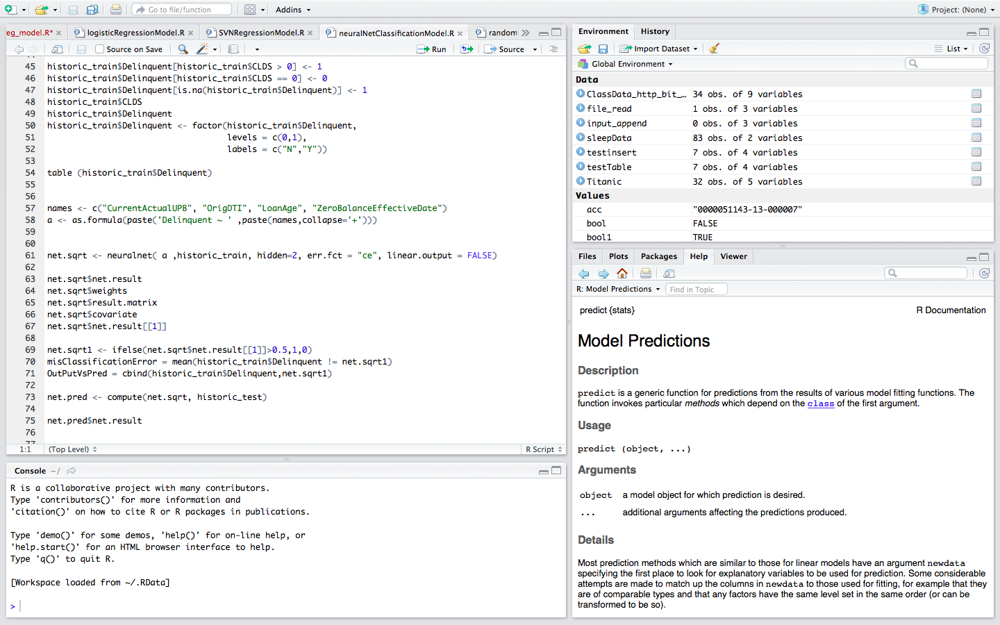 Go to file/function
Addins
Project: (None)
eg_model.R*
logisticRegressionModel.R
SVNRegressionModel.R
neuralNetClassificationModel.R
random
Source on Save
Run
Source
45 historic_train$Delinquent[historic_train$CLDS > 0] <- 1
46 historic_train$Delinquent[historic_train$CLDS == 0] <- 0
47 historic_train$Delinquent[is.na(historic_train$Delinquent)] <- 1
48 historic_train$CLDS
49 historic_train$Delinquent
50 historic_train$Delinquent <- factor(historic_train$Delinquent,
51 levels = c(0,1),
52 labels = c("N","Y"))
53
54 table (historic_train$Delinquent)
55
56
57 names <- c("CurrentActualUPB", "OrigDTI", "LoanAge", "ZeroBalanceEffectiveDate")
58 a <- as.formula(paste('Delinquent ~ ' ,paste(names,collapse='+')))
59
60
61 net.sqrt <- neuralnet( a ,historic_train, hidden=2, err.fct = "ce", linear.output = FALSE)
62
63 net.sqrt$net.result
64 net.sqrt$weights
65 net.sqrt$result.matrix
66 net.sqrt$covariate
67 net.sqrt$net.result[[1]]
68
69 net.sqrt1 <- ifelse(net.sqrt$net.result[[1]]>0.5,1,0)
70 misClassificationError = mean(historic_train$Delinquent != net.sqrt1)
71 OutPutVsPred = cbind(historic_train$Delinquent,net.sqrt1)
72
73 net.pred <- compute(net.sqrt, historic_test)
74
75 net.pred$net.result
76
1:1 (Top Level) R Script
Console ~/
R is a collaborative project with many contributors.
Type 'contributors()' for more information and
'citation()' on how to cite R or R packages in publications.
Type 'demo()' for some demos, 'help()' for on-line help, or
'help.start()' for an HTML browser interface to help.
Type 'q()' to quit R.
[Workspace loaded from ~/.RData]
>
Environment History
Import Dataset List
Global Environment
Data
ClassData_http_bit_… 34 obs. of 9 variables
file_read 1 obs. of 3 variables
input_append 0 obs. of 3 variables
sleepData 83 obs. of 2 variables
testinsert 7 obs. of 4 variables
testTable 7 obs. of 4 variables
Titanic 32 obs. of 5 variables
Values
acc "0000051143-13-000007"
bool FALSE
bool1 TRUE
Files Plots Packages Help Viewer
R: Model Predictions Find in Topic
predict {stats} R Documentation
Model Predictions
Description
predict is a generic function for predictions from the results of various model fitting functions. The
function invokes particular methods which depend on the class of the first argument.
Usage
predict (object, ...)
Arguments
object a model object for which prediction is desired.
... additional arguments affecting the predictions produced.
Details
Most prediction methods which are similar to those for linear models have an argument newdata
specifying the first place to look for explanatory variables to be used for prediction. Some considerable
attempts are made to match up the columns in newdata to those used for fitting, for example that they
are of comparable types and that any factors have the same level set in the same order (or can be
transformed to be so).